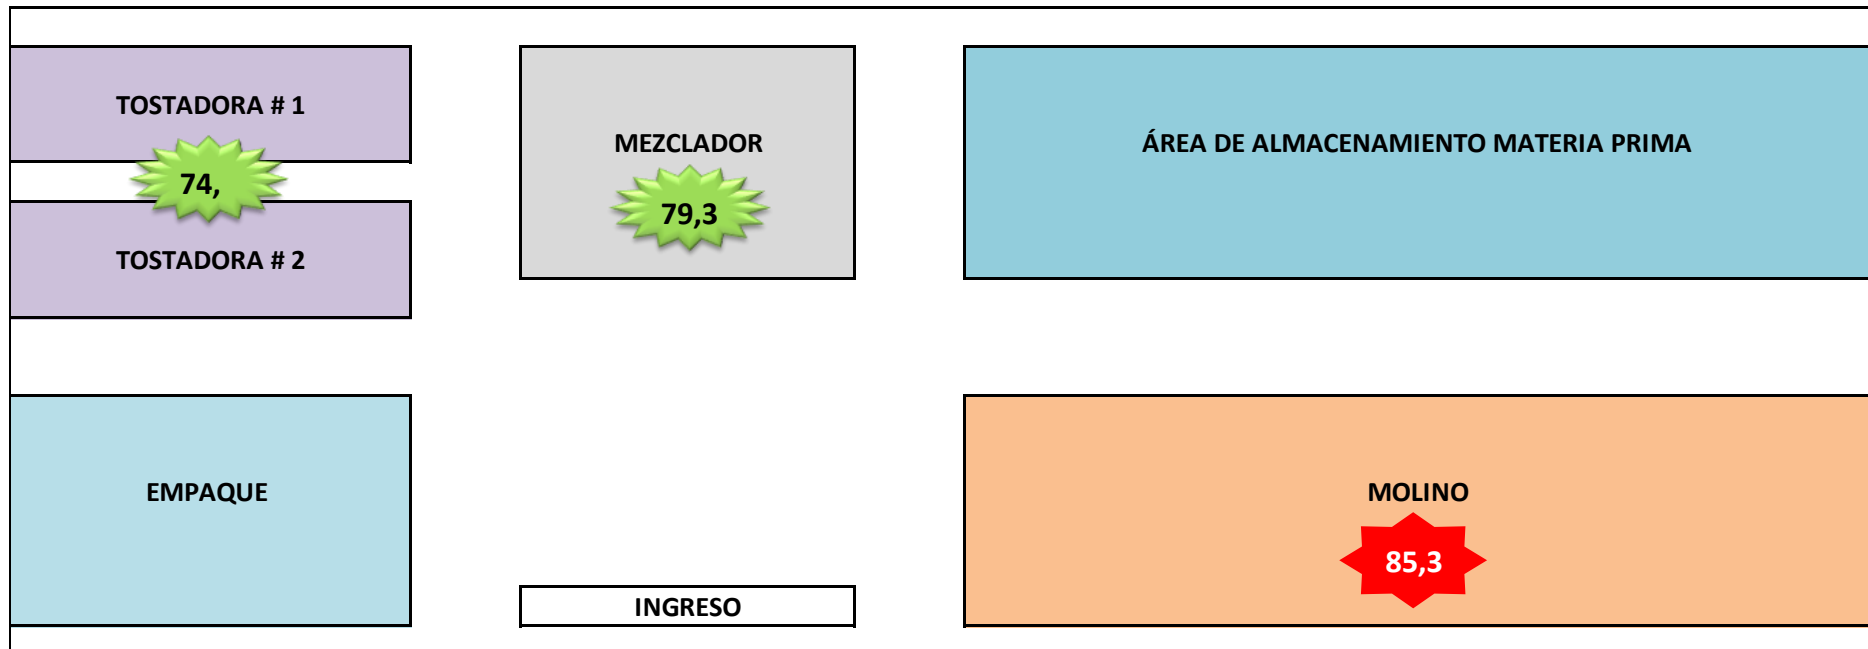 TOSTADORA # 1
74,
TOSTADORA # 2
MEZCLADOR
79,3
ÁREA DE ALMACENAMIENTO MATERIA PRIMA
EMPAQUE
INGRESO
MOLINO
85,3